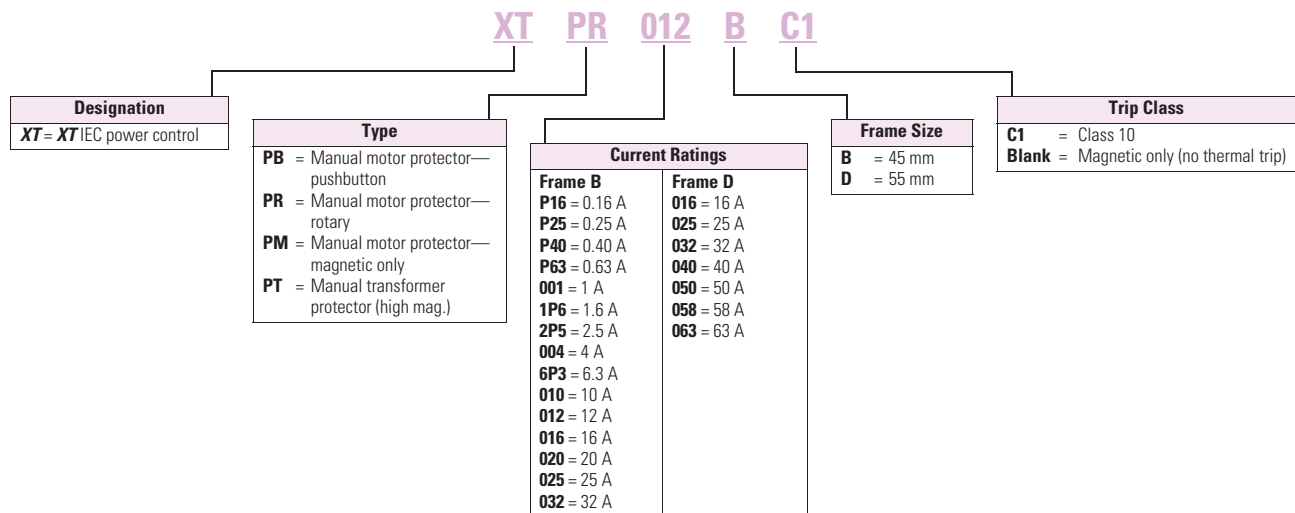 XT PR 012 B C1
Designation
XT = XT IEC power control
Type
PB = Manual motor protector—
pushbutton
PR = Manual motor protector—
rotary
PM = Manual motor protector—
magnetic only
PT = Manual transformer
protector (high mag.)
Current Ratings
Frame B
P16 = 0.16 A
P25 = 0.25 A
P40 = 0.40 A
P63 = 0.63 A
001 = 1 A
1P6 = 1.6 A
2P5 = 2.5 A
004 = 4 A
6P3 = 6.3 A
010 = 10 A
012 = 12 A
016 = 16 A
020 = 20 A
025 = 25 A
032 = 32 A
Frame D
016 = 16 A
025 = 25 A
032 = 32 A
040 = 40 A
050 = 50 A
058 = 58 A
063 = 63 A
Frame Size
B = 45 mm
D = 55 mm
Trip Class
C1 = Class 10
Blank = Magnetic only (no thermal trip)